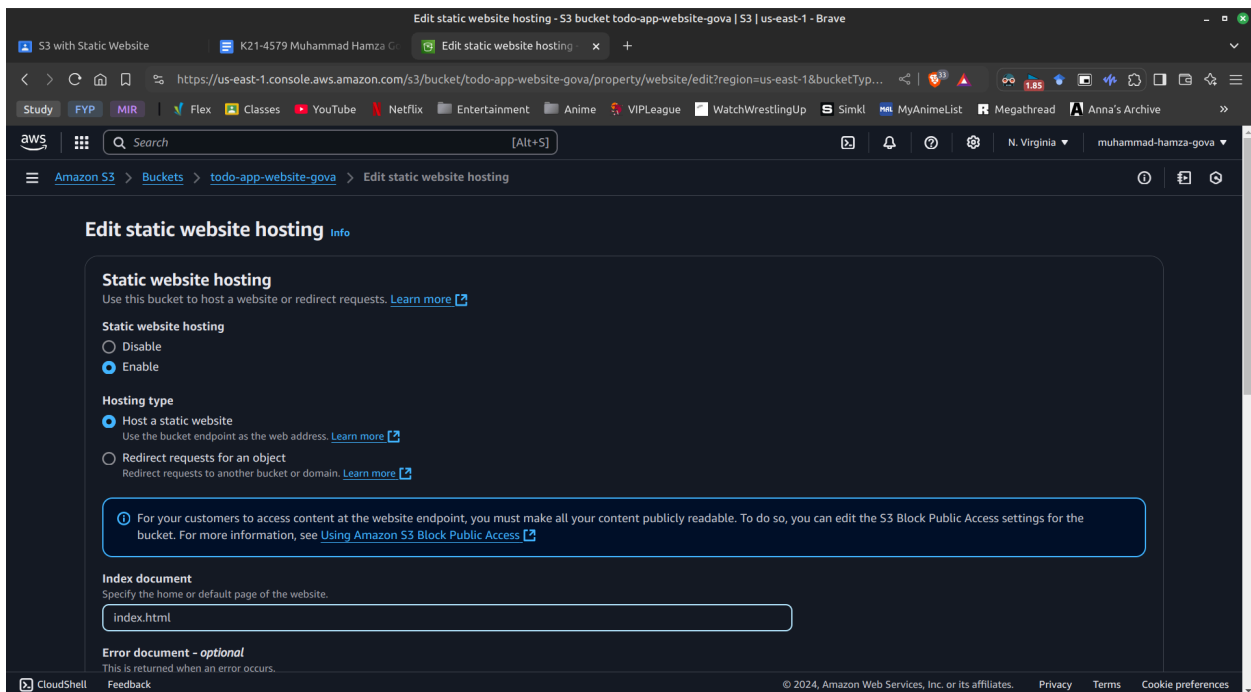 Edit static website hosting - S3 bucket todo-app-website-gova | S3 | us-east-1 - Brave
S3 with Static Website K21-4579 Muhammad Hamza Go Edit static website hosting -
https://us-east-1.console.aws.amazon.com/s3/bucket/todo-app-website-gova/property/website/edit?region=us-east-1&bucketTyp... 33 1.85
Study FYP MIR Flex Classes YouTube Netflix Entertainment Anime VIPLeague WatchWrestlingUp Simkl MyAnimeList Megathread Anna's Archive »
aws Search [Alt+S] N. Virginia muhammad-hamza-gova
Amazon S3 > Buckets > todo-app-website-gova > Edit static website hosting
Edit static website hosting Info
Static website hosting
Use this bucket to host a website or redirect requests. Learn more
Static website hosting
Disable
Enable
Hosting type
Host a static website
Use the bucket endpoint as the web address. Learn more
Redirect requests for an object
Redirect requests to another bucket or domain. Learn more
For your customers to access content at the website endpoint, you must make all your content publicly readable. To do so, you can edit the S3 Block Public Access settings for the
bucket. For more information, see Using Amazon S3 Block Public Access
Index document
Specify the home or default page of the website.
index.html
Error document - optional
This is returned when an error occurs.
CloudShell Feedback © 2024, Amazon Web Services, Inc. or its affiliates. Privacy Terms Cookie preferences